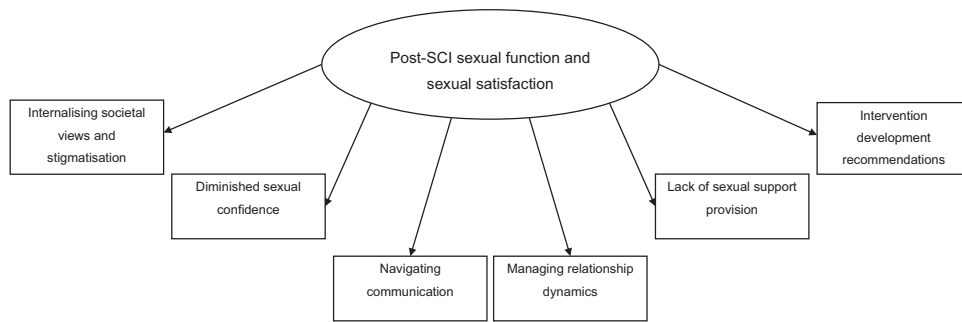 Post-SCI sexual function and
sexual satisfaction
Internalising societal
views and
stigmatisation
Diminished sexual
confidence
Navigating
communication
Managing relationship
dynamics
Lack of sexual support
provision
Intervention
development
recommendations